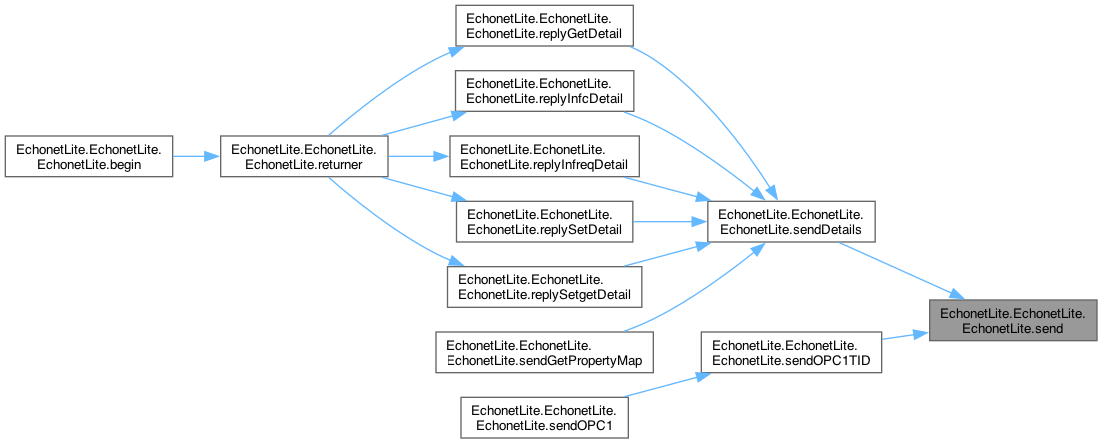 EchonetLite.EchonetLite.
EchonetLite.replyGetDetail
EchonetLite.EchonetLite.
EchonetLite.replyInfcDetail
EchonetLite.EchonetLite.
EchonetLite.begin
EchonetLite.EchonetLite.
EchonetLite.returner
EchonetLite.EchonetLite.
EchonetLite.replyInfreqDetail
EchonetLite.EchonetLite.
EchonetLite.replySetDetail
EchonetLite.EchonetLite.
EchonetLite.sendDetails
EchonetLite.EchonetLite.
EchonetLite.replySetgetDetail
EchonetLite.EchonetLite.
EchonetLite.send
EchonetLite.EchonetLite.
EchonetLite.sendGetPropertyMap
EchonetLite.EchonetLite.
EchonetLite.sendOPC1TID
EchonetLite.EchonetLite.
EchonetLite.sendOPC1